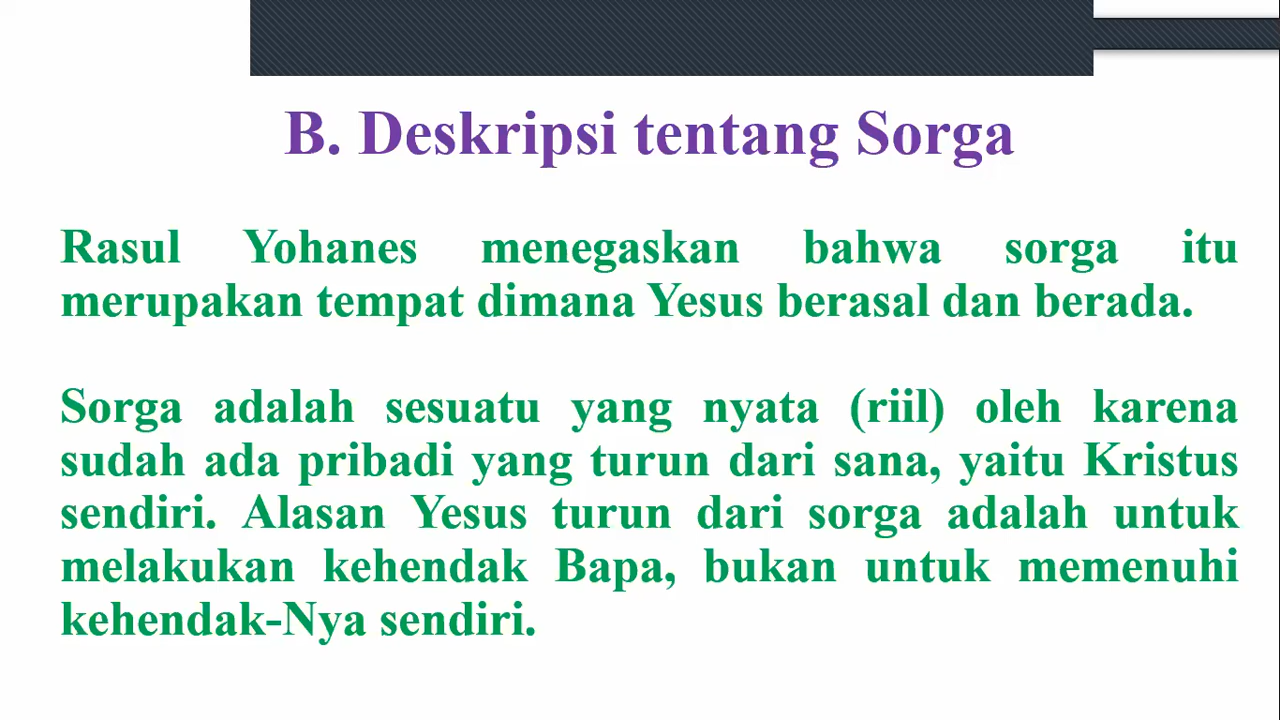 B. Deskripsi tentang Sorga
Rasul Yohanes menegaskan bahwa sorga itu
merupakan tempat dimana Yesus berasal dan berada.
Sorga adalah sesuatu yang nyata (riil) oleh karena
sudah ada pribadi yang turun dari sana, yaitu Kristus
sendiri. Alasan Yesus turun dari sorga adalah untuk
melakukan kehendak Bapa, bukan untuk memenuhi
kehendak-Nya sendiri.